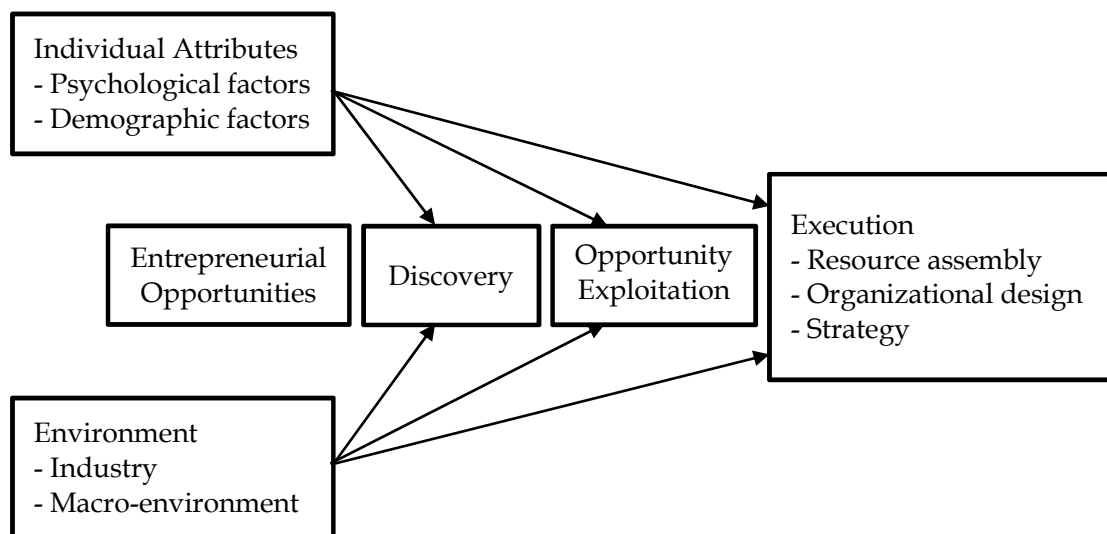 Individual Attributes
- Psychological factors
- Demographic factors
Entrepreneurial
Opportunities
Discovery
Opportunity
Exploitation
Execution
- Resource assembly
- Organizational design
- Strategy
Environment
- Industry
- Macro-environment